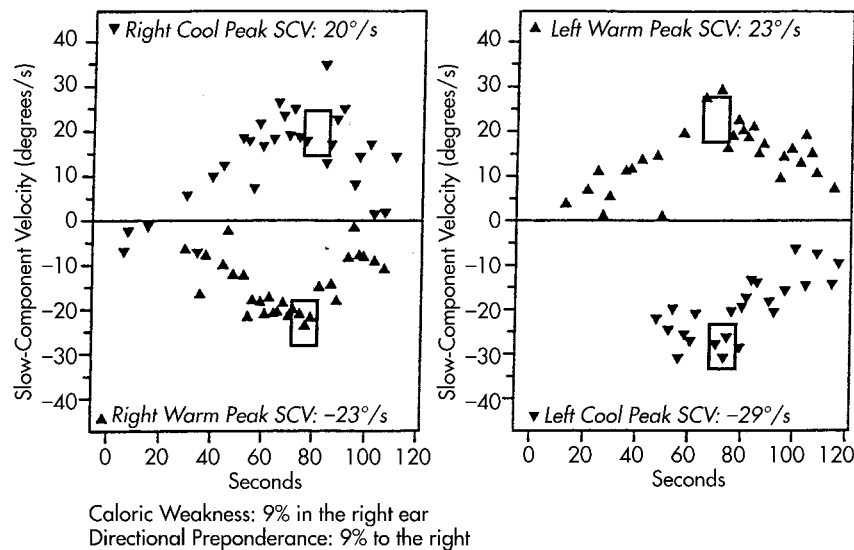 Slow-Component Velocity (degrees/s)
40
30
20
10
0
−10
−20
−30
−40
▼ Right Cool Peak SCV: 20°/s
▲ Right Warm Peak SCV: −23°/s
0 20 40 60 80 100 120
Seconds
Slow-Component Velocity (degrees/s)
40
30
20
10
0
−10
−20
−30
−40
▲ Left Warm Peak SCV: 23°/s
▼ Left Cool Peak SCV: −29°/s
0 20 40 60 80 100 120
Seconds
Caloric Weakness: 9% in the right ear
Directional Preponderance: 9% to the right